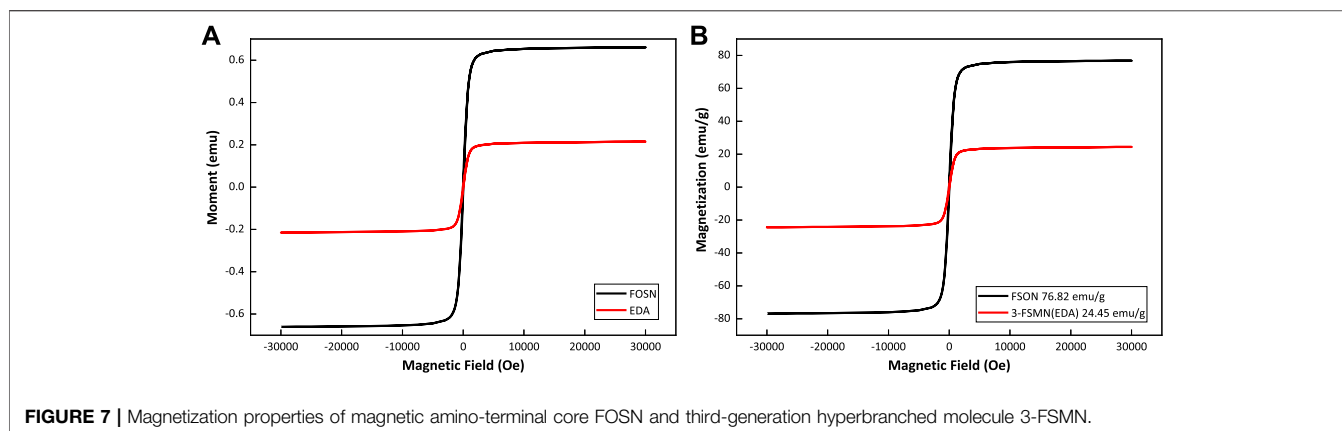 A
0.6
0.4
0.2
0.0
-0.2
-0.4
-0.6
Moment (emu)
FOSN
EDA
-30000 -20000 -10000 0 10000 20000 30000
Magnetic Field (Oe)
B
80
60
40
20
0
-20
-40
-60
-80
Magnetization (emu/g)
FSON 76.82 emu/g
3-FSMN(EDA) 24.45 emu/g
-30000 -20000 -10000 0 10000 20000 30000
Magnetic Field (Oe)
FIGURE 7 | Magnetization properties of magnetic amino-terminal core FOSN and third-generation hyperbranched molecule 3-FSMN.